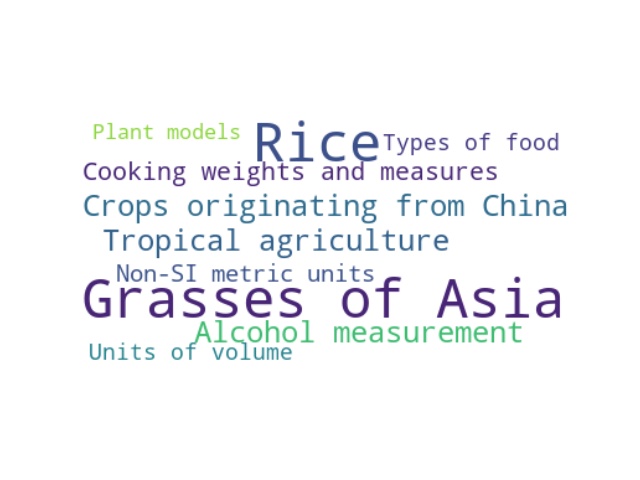 Plant models
Rice
Types of food
Cooking weights and measures
Crops originating from China
Tropical agriculture
Non-SI metric units
Grasses of Asia
Alcohol measurement
Units of volume